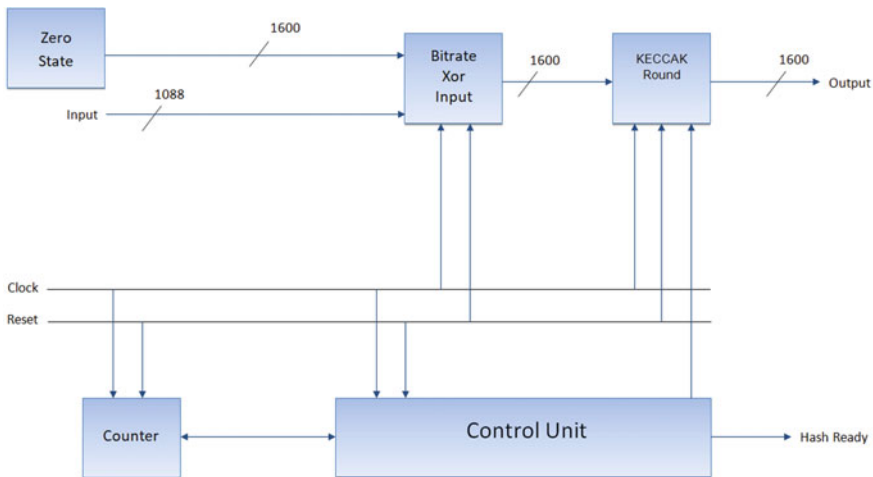 Zero
State
1600
Input
1088
Bitrate
Xor
Input
1600
KECCAK
Round
1600
Output
Clock
Reset
Counter
Control Unit
Hash Ready